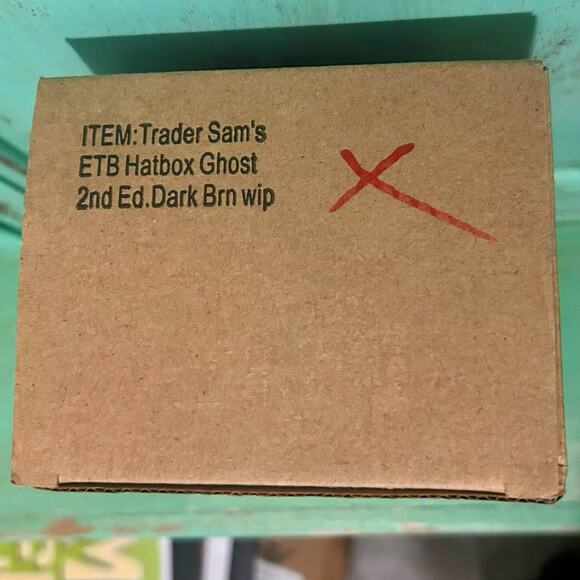 ITEM:Trader Sam's
ETB Hatbox Ghost
2nd Ed.Dark Brn wip